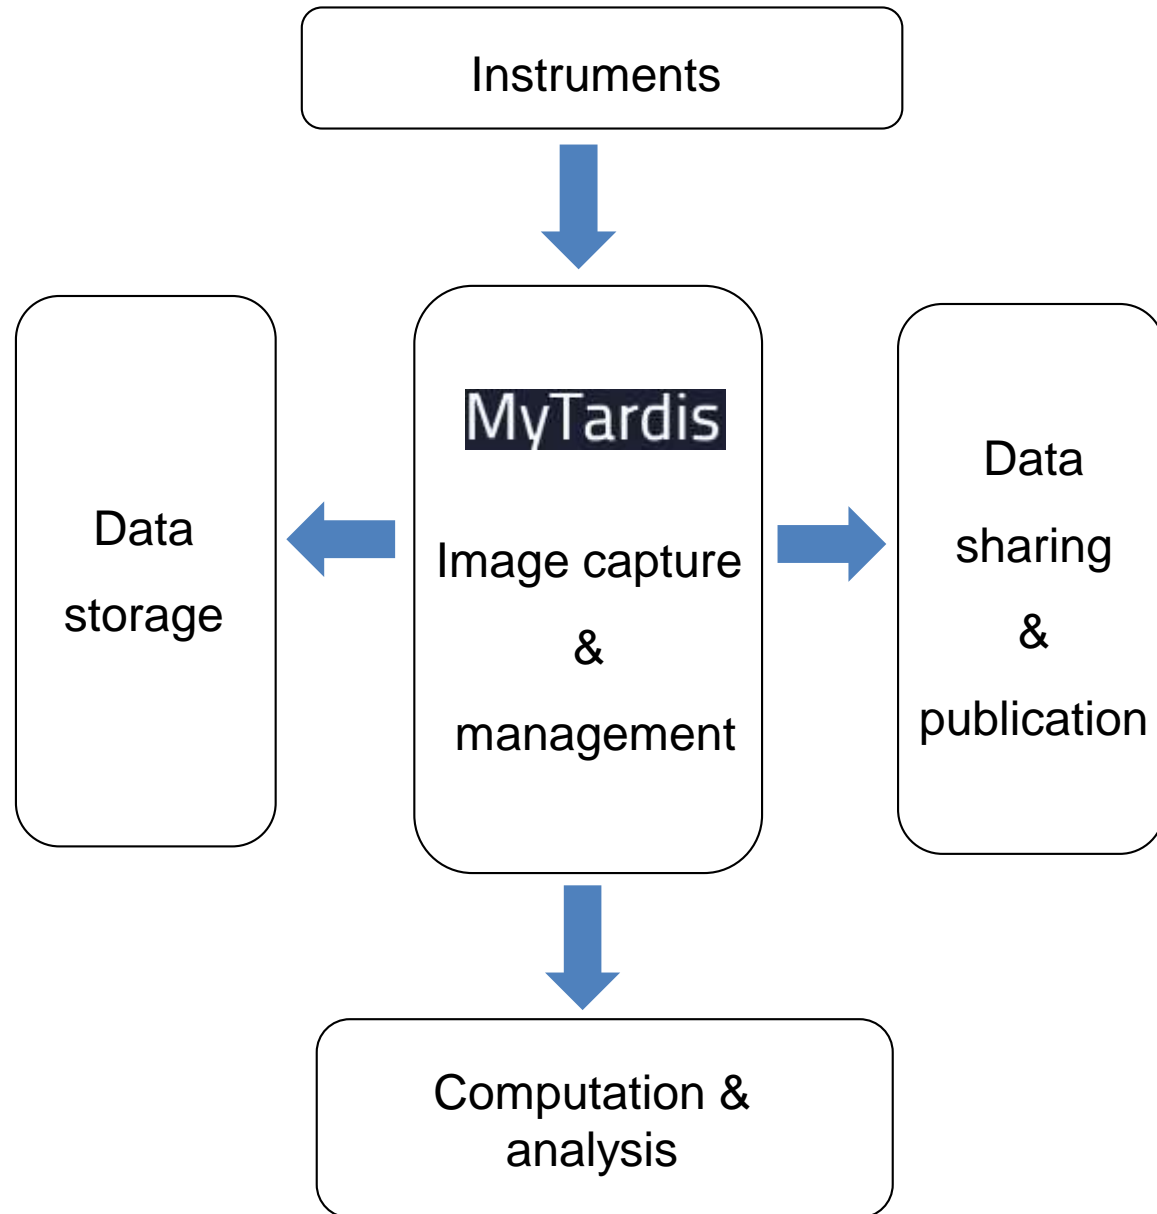 Instruments
Data
storage
MyTardis
Image capture
&
management
Data
sharing
&
publication
Computation &
analysis